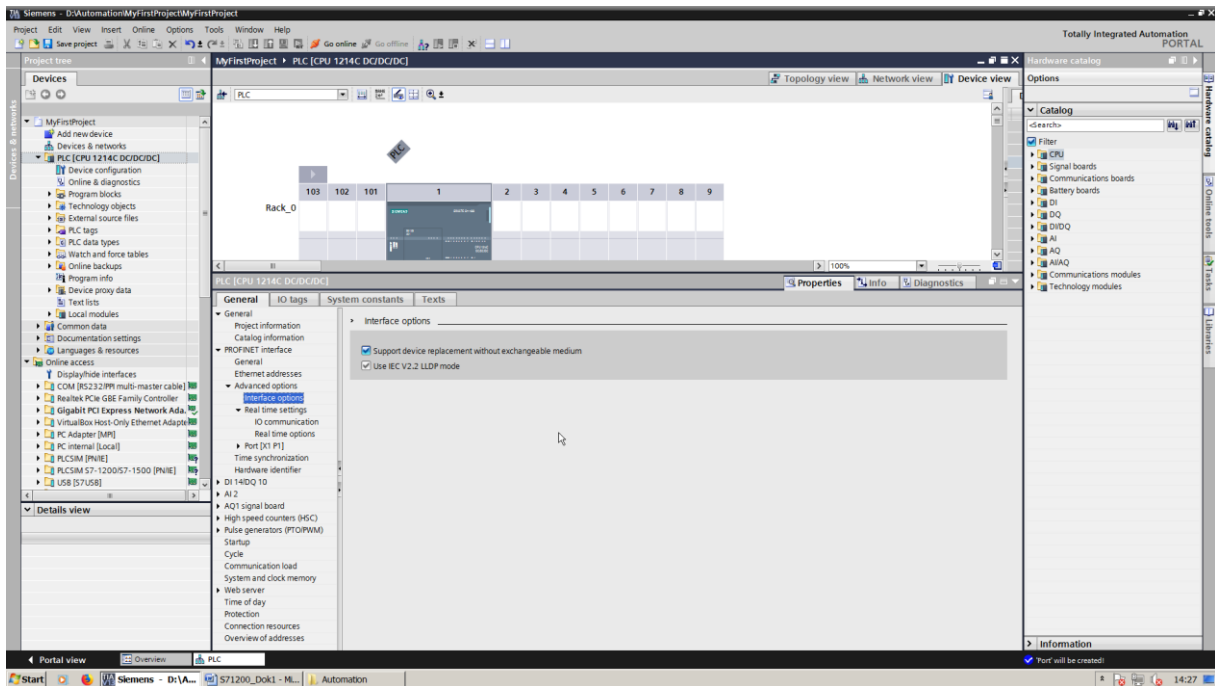 Siemens - D:\Automation\MyFirstProject\MyFirstProject
Project Edit View Insert Online Options Tools Window Help
Totally Integrated Automation
PORTAL
Save project
Go online
Go offline
Project tree
Devices
Devices & networks
MyFirstProject
Add new device
Devices & networks
PLC [CPU 1214C DC/DC/DC]
Device configuration
Online & diagnostics
Program blocks
Technology objects
External source files
PLC tags
PLC data types
Watch and force tables
Online backups
Program info
Device proxy data
Text lists
Local modules
Common data
Documentation settings
Languages & resources
Online access
Display/hide interfaces
COM [RS232/PPI multi-master cable]
Realtek PCIe GBE Family Controller
Gigabit PCI Express Network Ada.
VirtualBox Host-Only Ethernet Adapte
PC Adapter [MPI]
PC internal [Local]
PLCSIM [PN/IE]
PLCSIM S7-1200/S7-1500 [PN/IE]
USB [S7USB]
Details view
MyFirstProject PLC [CPU 1214C DC/DC/DC]
Topology view Network view Device view
PLC
PLC
103 102 101 1 2 3 4 5 6 7 8 9
Rack_0
SIEMENS
100%
PLC [CPU 1214C DC/DC/DC]
Properties Info Diagnostics
General IO tags System constants Texts
General
Project information
Catalog information
PROFINET interface
General
Ethernet addresses
Advanced options
Interface options
Real time settings
IO communication
Real time options
Port [X1 P1]
Time synchronization
Hardware identifier
DI 14/DQ 10
AI 2
AQ1 signal board
High speed counters (HSC)
Pulse generators (PTO/PWM)
Startup
Cycle
Communication load
System and clock memory
Web server
Time of day
Protection
Connection resources
Overview of addresses
Interface options
Support device replacement without exchangeable medium
Use IEC V2.2 LLDP mode
Hardware catalog
Options
Catalog
<Search>
Filter
CPU
Signal boards
Communications boards
Battery boards
DI
DQ
DI/DQ
AI
AQ
AI/AQ
Communications modules
Technology modules
Information
Hardware catalog
Online tools
Tasks
Libraries
Portal view
Overview
PLC
'Port' will be created!
Start
Siemens - D:\A...
S71200_Dok1 - Mi...
Automation
14:27